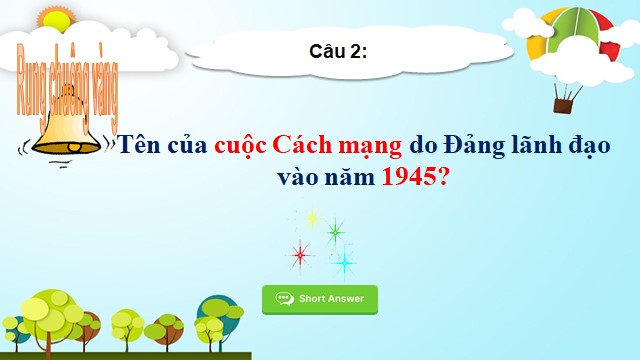 Rung chuông vàng
Câu 2:
Tên của cuộc Cách mạng do Đảng lãnh đạo
vào năm 1945?
Short Answer